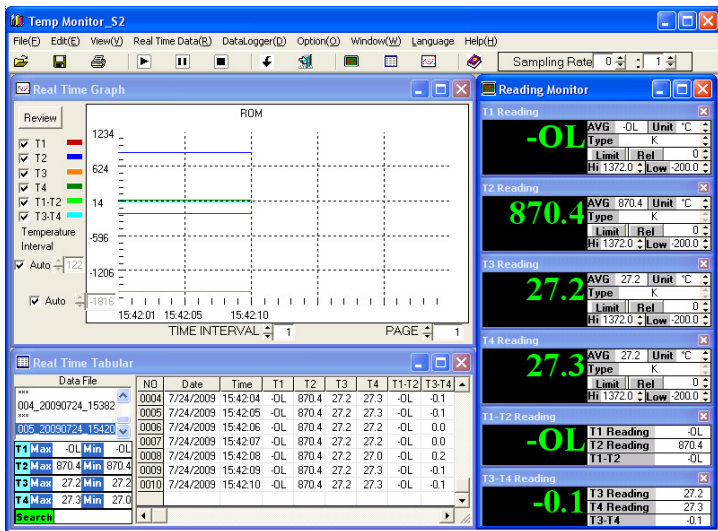 Temp Monitor_S2
File(F) Edit(E) View(V) Real Time Data(R) DataLogger(D) Option(O) Window(W) Language Help(H)
Sampling Rate 0 : 1
Real Time Graph
Review
ROM
T1
T2
T3
T4
T1-T2
T3-T4
Temperature
Interval
Auto 122
Auto -1816
1234
624
14
-596
-1206
15:42:01 15:42:05 15:42:10
TIME INTERVAL 1 PAGE 1
Real Time Tabular
Data File
***
004_20090724_15382
***
005_20090724_15420
T1 Max -OL Min -OL
T2 Max 870.4 Min 870.4
T3 Max 27.2 Min 27.2
T4 Max 27.3 Min 27.0
Search
NO Date Time T1 T2 T3 T4 T1-T2 T3-T4
0004 7/24/2009 15:42:04 -OL 870.4 27.2 27.3 -OL -0.1
0005 7/24/2009 15:42:05 -OL 870.4 27.2 27.3 -OL -0.1
0006 7/24/2009 15:42:06 -OL 870.4 27.2 27.2 -OL 0.0
0007 7/24/2009 15:42:07 -OL 870.4 27.2 27.2 -OL 0.0
0008 7/24/2009 15:42:08 -OL 870.4 27.2 27.0 -OL 0.2
0009 7/24/2009 15:42:09 -OL 870.4 27.2 27.3 -OL -0.1
0010 7/24/2009 15:42:10 -OL 870.4 27.2 27.3 -OL -0.1
Reading Monitor
T1 Reading
-OL
AVG -OL Unit °C
Type K
Limit Rel 0
Hi 1372.0 Low -200.0
T2 Reading
870.4
AVG 870.4 Unit °C
Type K
Limit Rel 0
Hi 1372.0 Low -200.0
T3 Reading
27.2
AVG 27.2 Unit °C
Type K
Limit Rel 0
Hi 1372.0 Low -200.0
T4 Reading
27.3
AVG 27.2 Unit °C
Type K
Limit Rel 0
Hi 1372.0 Low -200.0
T1-T2 Reading
-OL
T1 Reading -OL
T2 Reading 870.4
T1-T2 -OL
T3-T4 Reading
-0.1
T3 Reading 27.2
T4 Reading 27.3
T3-T4 -0.1